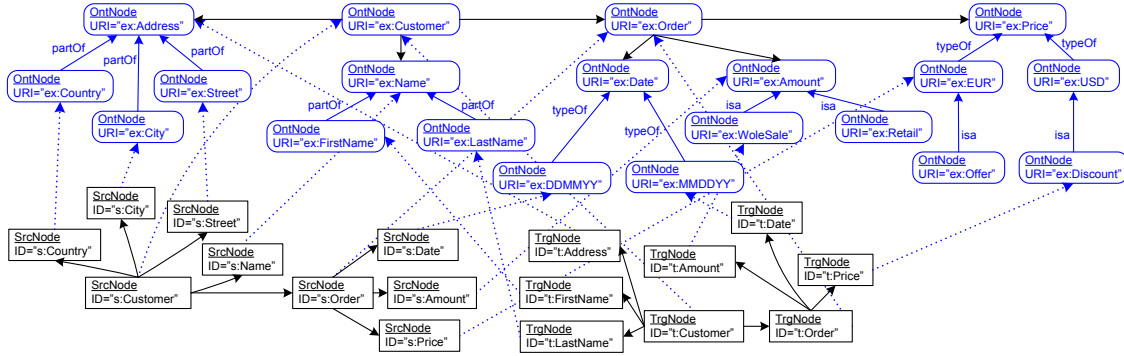 OntNode
URI="ex:Address"
OntNode
URI="ex:Customer"
OntNode
URI="ex:Order"
OntNode
URI="ex:Price"
partOf
partOf
partOf
typeOf
typeOf
OntNode
URI="ex:Country"
OntNode
URI="ex:Street"
OntNode
URI="ex:Name"
OntNode
URI="ex:Date"
OntNode
URI="ex:Amount"
OntNode
URI="ex:EUR"
OntNode
URI="ex:USD"
OntNode
URI="ex:City"
partOf
partOf
typeOf
typeOf
isa
isa
OntNode
URI="ex:FirstName"
OntNode
URI="ex:LastName"
OntNode
URI="ex:WoleSale"
OntNode
URI="ex:Retail"
isa
isa
OntNode
URI="ex:DDMMYY"
OntNode
URI="ex:MMDDYY"
OntNode
URI="ex:Offer"
OntNode
URI="ex:Discount"
SrcNode
ID="s:City"
SrcNode
ID="s:Street"
SrcNode
ID="s:Country"
SrcNode
ID="s:Name"
SrcNode
ID="s:Date"
TrgNode
ID="t:Address"
TrgNode
ID="t:Date"
TrgNode
ID="t:Amount"
TrgNode
ID="t:Price"
SrcNode
ID="s:Customer"
SrcNode
ID="s:Order"
SrcNode
ID="s:Amount"
TrgNode
ID="t:FirstName"
SrcNode
ID="s:Price"
TrgNode
ID="t:LastName"
TrgNode
ID="t:Customer"
TrgNode
ID="t:Order"